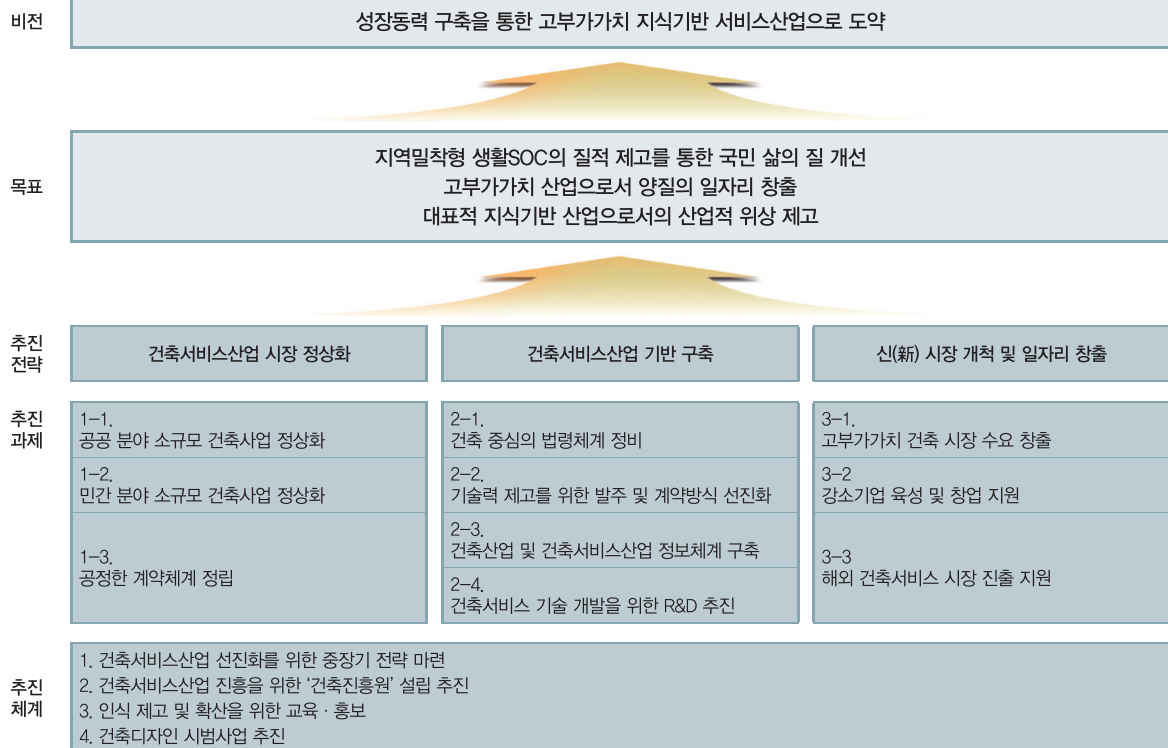 비전
성장동력 구축을 통한 고부가가치 지식기반 서비스산업으로 도약
목표
지역밀착형 생활SOC의 질적 제고를 통한 국민 삶의 질 개선
고부가가치 산업으로서 양질의 일자리 창출
대표적 지식기반 산업으로서의 산업적 위상 제고
추진
전략
건축서비스산업 시장 정상화
건축서비스산업 기반 구축
신(新) 시장 개척 및 일자리 창출
추진
과제
1-1.
공공 분야 소규모 건축사업 정상화
1-2.
민간 분야 소규모 건축사업 정상화
1-3.
공정한 계약체계 정립
2-1.
건축 중심의 법령체계 정비
2-2.
기술력 제고를 위한 발주 및 계약방식 선진화
2-3.
건축산업 및 건축서비스산업 정보체계 구축
2-4.
건축서비스 기술 개발을 위한 R&D 추진
3-1.
고부가가치 건축 시장 수요 창출
3-2
강소기업 육성 및 창업 지원
3-3
해외 건축서비스 시장 진출 지원
추진
체계
1. 건축서비스산업 선진화를 위한 중장기 전략 마련
2. 건축서비스산업 진흥을 위한 ‘건축진흥원’ 설립 추진
3. 인식 제고 및 확산을 위한 교육 · 홍보
4. 건축디자인 시범사업 추진